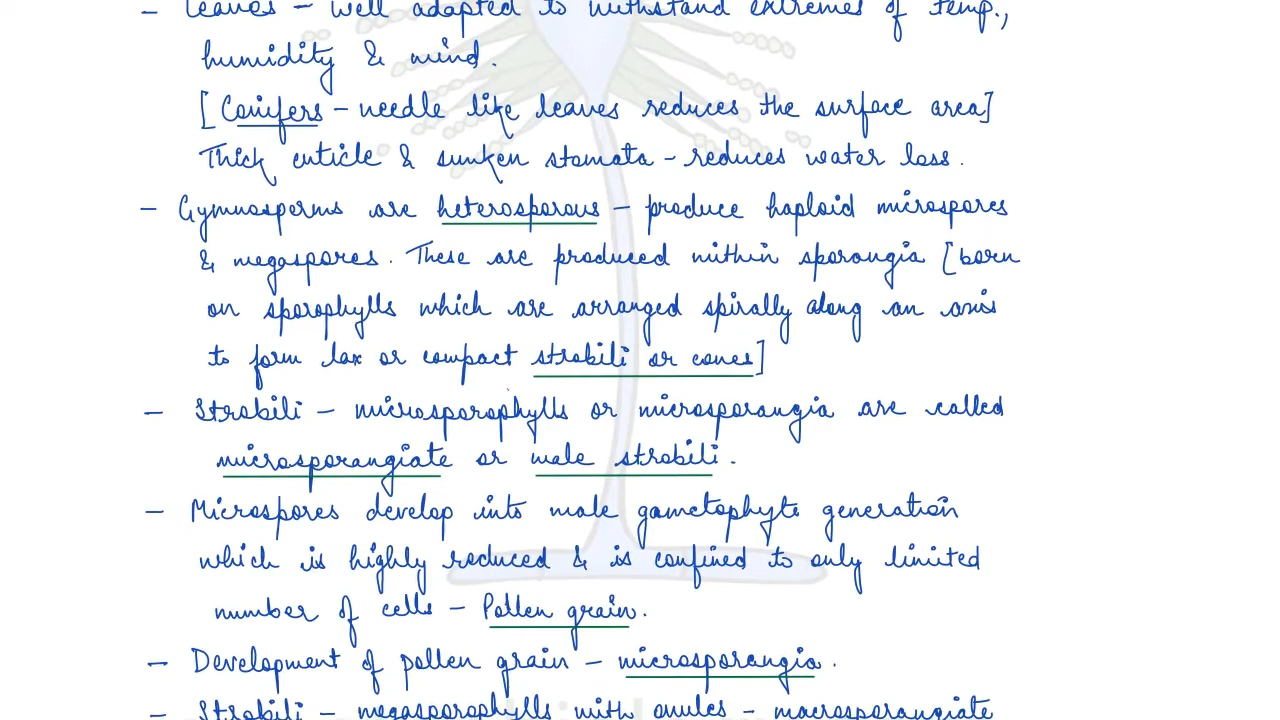 - Leaves - well adapted to withstand extremes of temp.,
humidity & wind.
[Conifers - needle like leaves reduces the surface area]
Thick cuticle & sunken stomata - reduces water loss.
- Gymnosperms are heterosporous - produce haploid microspores
& megaspores. These are produced within sporangia [born
on sporophylls which are arranged spirally along an axis
to form lax or compact strobili or cones]
- Strobili - microsporophylls or microsporangia are called
microsporangiate or male strobili.
- Microspores develop into male gametophyte generation
which is highly reduced & is confined to only limited
number of cells - Pollen grain.
- Development of pollen grain - microsporangia.
- Strobili - megasporophylls with ovules - macrosporangiate